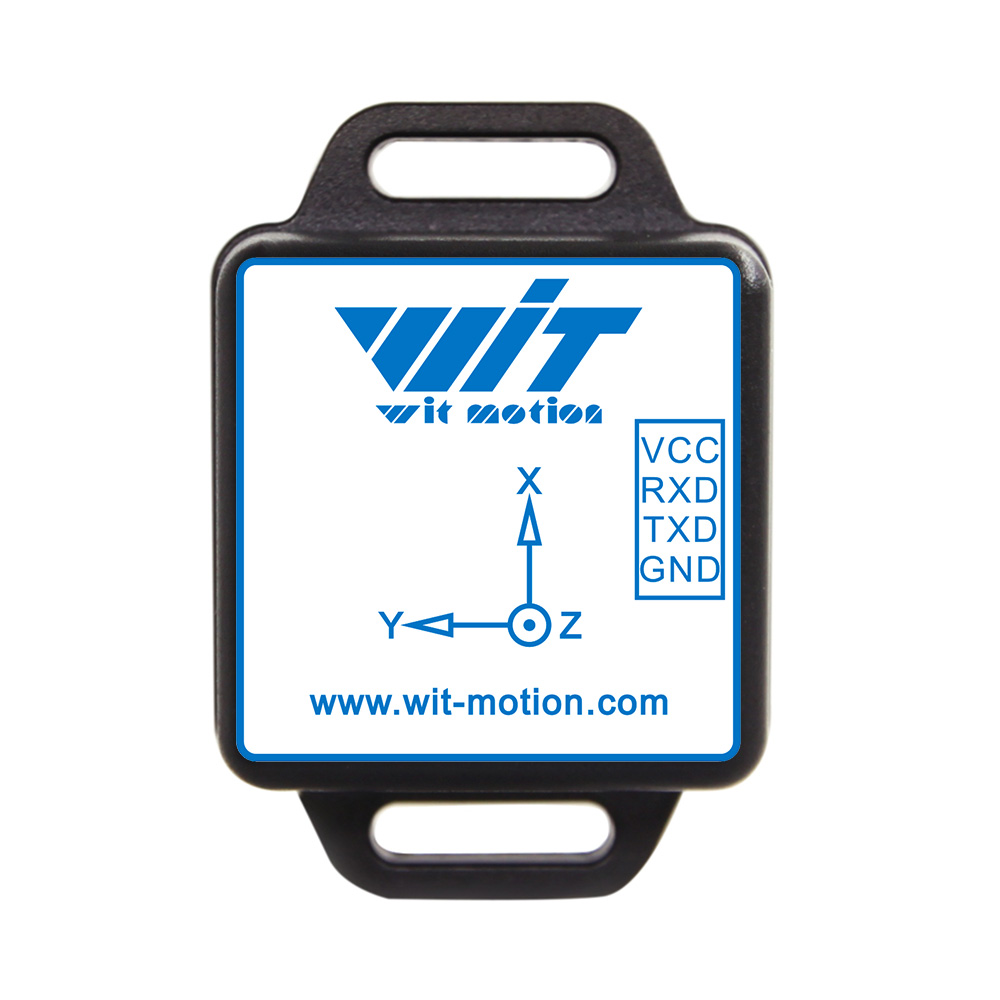 WIT
wit motion
VCC
RXD
TXD
GND
X
Y Z
www.wit-motion.com